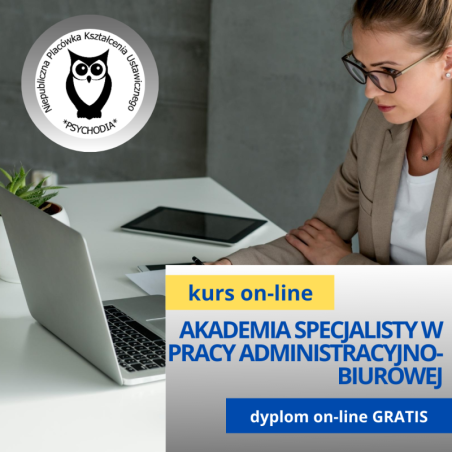 Niepubliczna Placówka Kształcenia Ustawicznego
*PSYCHODIA*
kurs on-line
AKADEMIA SPECJALISTY W
PRACY ADMINISTRACYJNO-
BIUROWEJ
dyplom on-line GRATIS